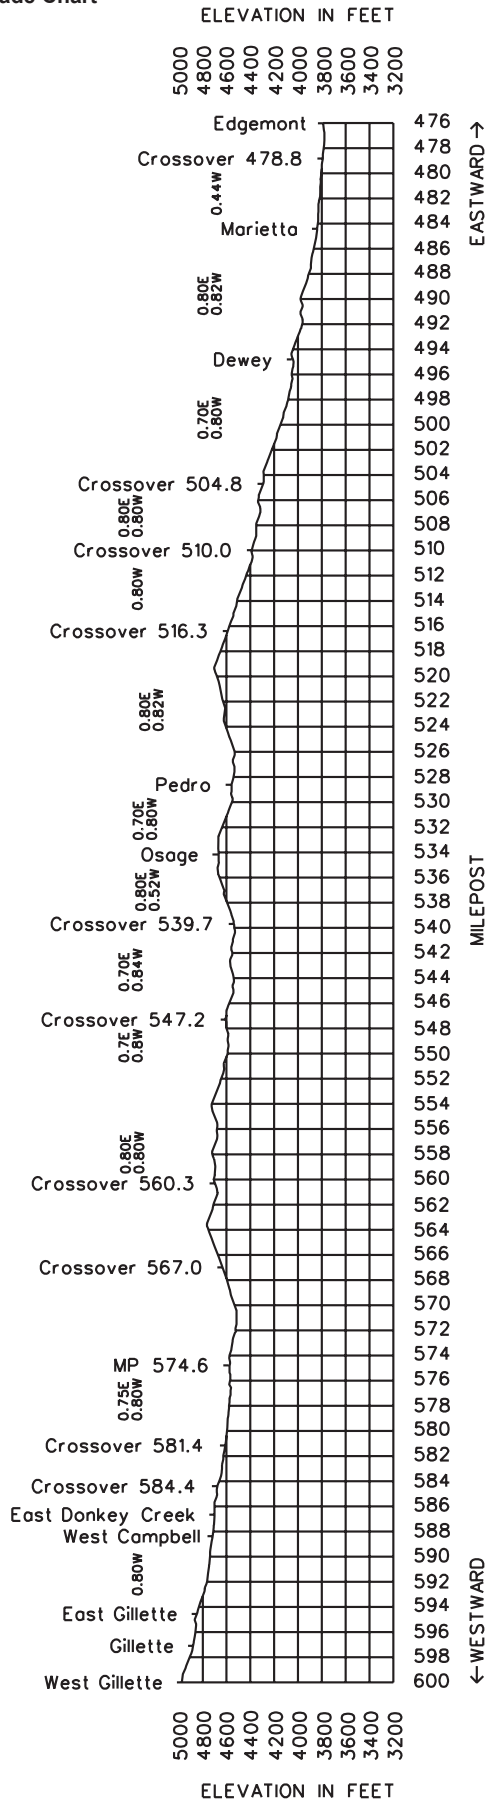 ELEVATION IN FEET
5000 4800 4600 4400 4200 4000 3800 3600 3400 3200
Edgemont 476
478
Crossover 478.8
480
0.44W
482
484
Marietta
486
488
0.80E
0.82W
490
492
494
Dewey
496
498
0.70E
0.80W
500
502
504
Crossover 504.8
506
0.80E
0.80W
508
Crossover 510.0 510
512
0.80W
514
516
Crossover 516.3
518
520
0.80E
0.82W
522
524
526
528
Pedro
530
0.70E
0.80W
532
534
Osage
536
0.80E
0.52W
538
Crossover 539.7
540
542
0.70E
0.84W
544
546
Crossover 547.2
548
0.7E
0.8W
550
552
554
556
0.80E
0.80W
558
560
Crossover 560.3
562
564
566
Crossover 567.0
568
570
572
574
MP 574.6
576
0.75E
0.80W
578
580
Crossover 581.4
582
584
Crossover 584.4
586
East Donkey Creek
West Campbell 588
590
0.80W
592
594
East Gillette
596
Gillette
598
West Gillette 600
5000 4800 4600 4400 4200 4000 3800 3600 3400 3200
ELEVATION IN FEET
EASTWARD→
MILEPOST
←WESTWARD